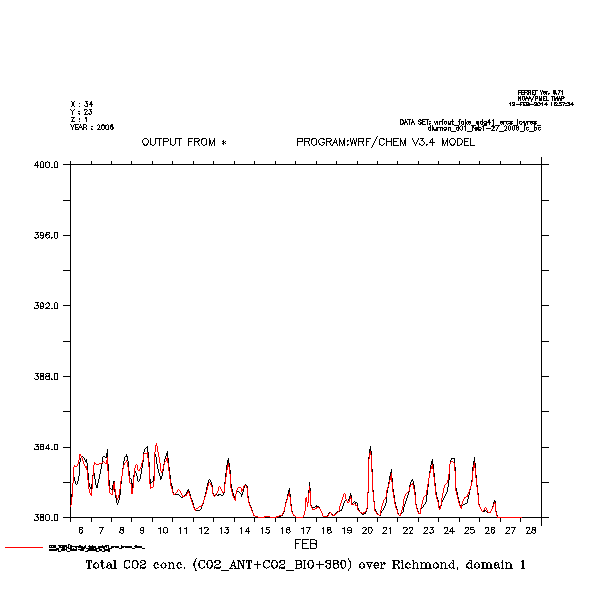 FERRET Ver. 6.71
NOAA/PMEL TMAP
X : 34
Y : 23
Z : 1
YEAR : 2006
DATA SET:
OUTPUT FROM *
PROGRAM:WRF/CHEM V3.4 MODEL
400.0
396.0
392.0
388.0
384.0
380.0
6 7 8 9 10 11 12 13 14 15 16 17 18 19 20 21 22 23 24 25 26 27 28
FEB
Total CO2 conc. (CO2_ANT+CO2_BIO+380) over Richmond, domain 1